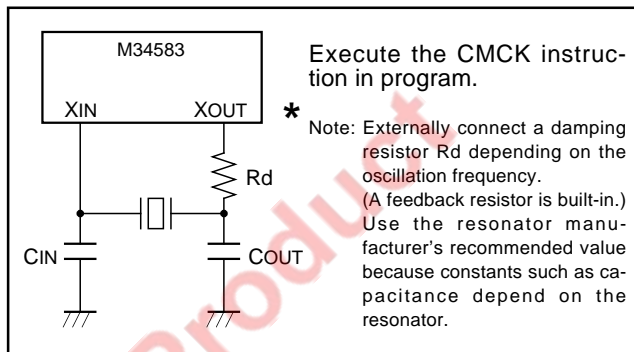 M34583
XIN
XOUT
Rd
CIN
COUT
*
Execute the CMCK instruc-
tion in program.
Note: Externally connect a damping
resistor Rd depending on the
oscillation frequency.
(A feedback resistor is built-in.)
Use the resonator manu-
facturer's recommended value
because constants such as ca-
pacitance depend on the
resonator.
Product